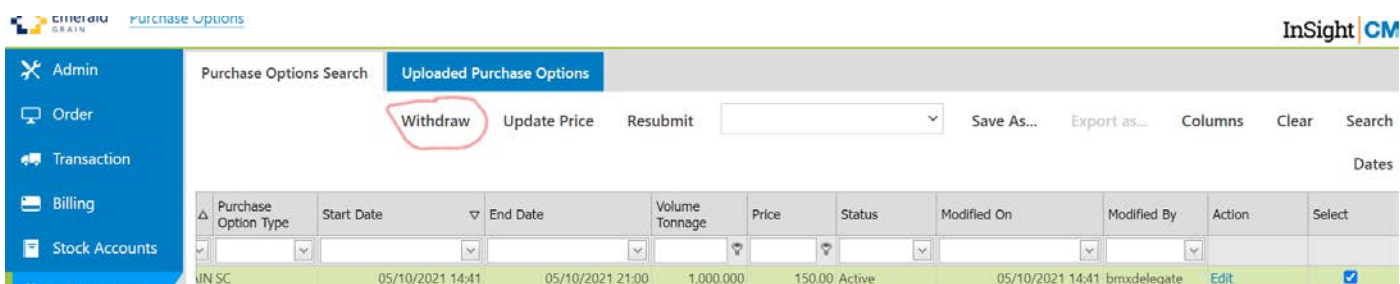 Emerald
GRAIN
Purchase Options
InSight CM
Admin
Order
Transaction
Billing
Stock Accounts
Purchase Options Search Uploaded Purchase Options
Withdraw Update Price Resubmit Save As... Export as... Columns Clear Search
Dates
Purchase Option Type Start Date End Date Volume Tonnage Price Status Modified On Modified By Action Select
AIN SC 05/10/2021 14:41 05/10/2021 21:00 1,000.000 150.00 Active 05/10/2021 14:41 bmxdelegate Edit